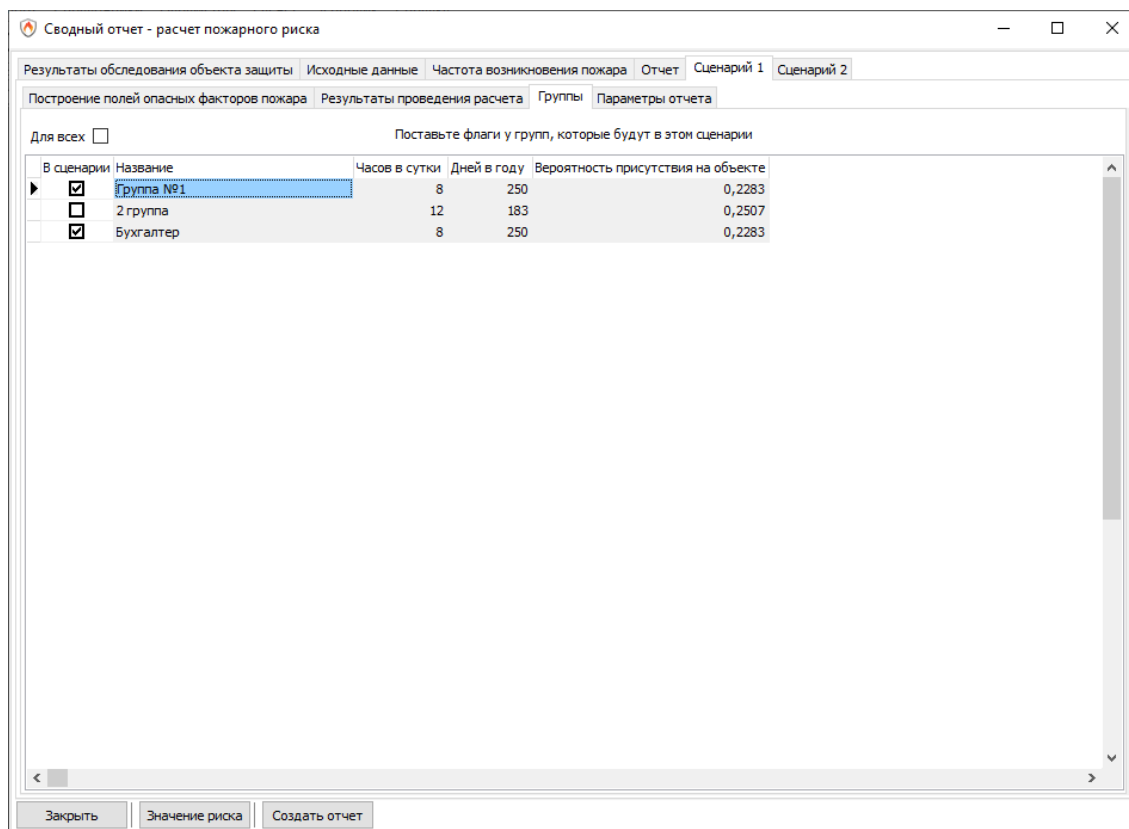 Сводный отчет - расчет пожарного риска
Результаты обследования объекта защиты Исходные данные Частота возникновения пожара Отчет Сценарий 1 Сценарий 2
Построение полей опасных факторов пожара Результаты проведения расчета Группы Параметры отчета
Для всех Поставьте флаги у групп, которые будут в этом сценарии
В сценарии Название Часов в сутки Дней в году Вероятность присутствия на объекте
Группа №1 8 250 0,2283
2 группа 12 183 0,2507
Бухгалтер 8 250 0,2283
Закрыть Значение риска Создать отчет